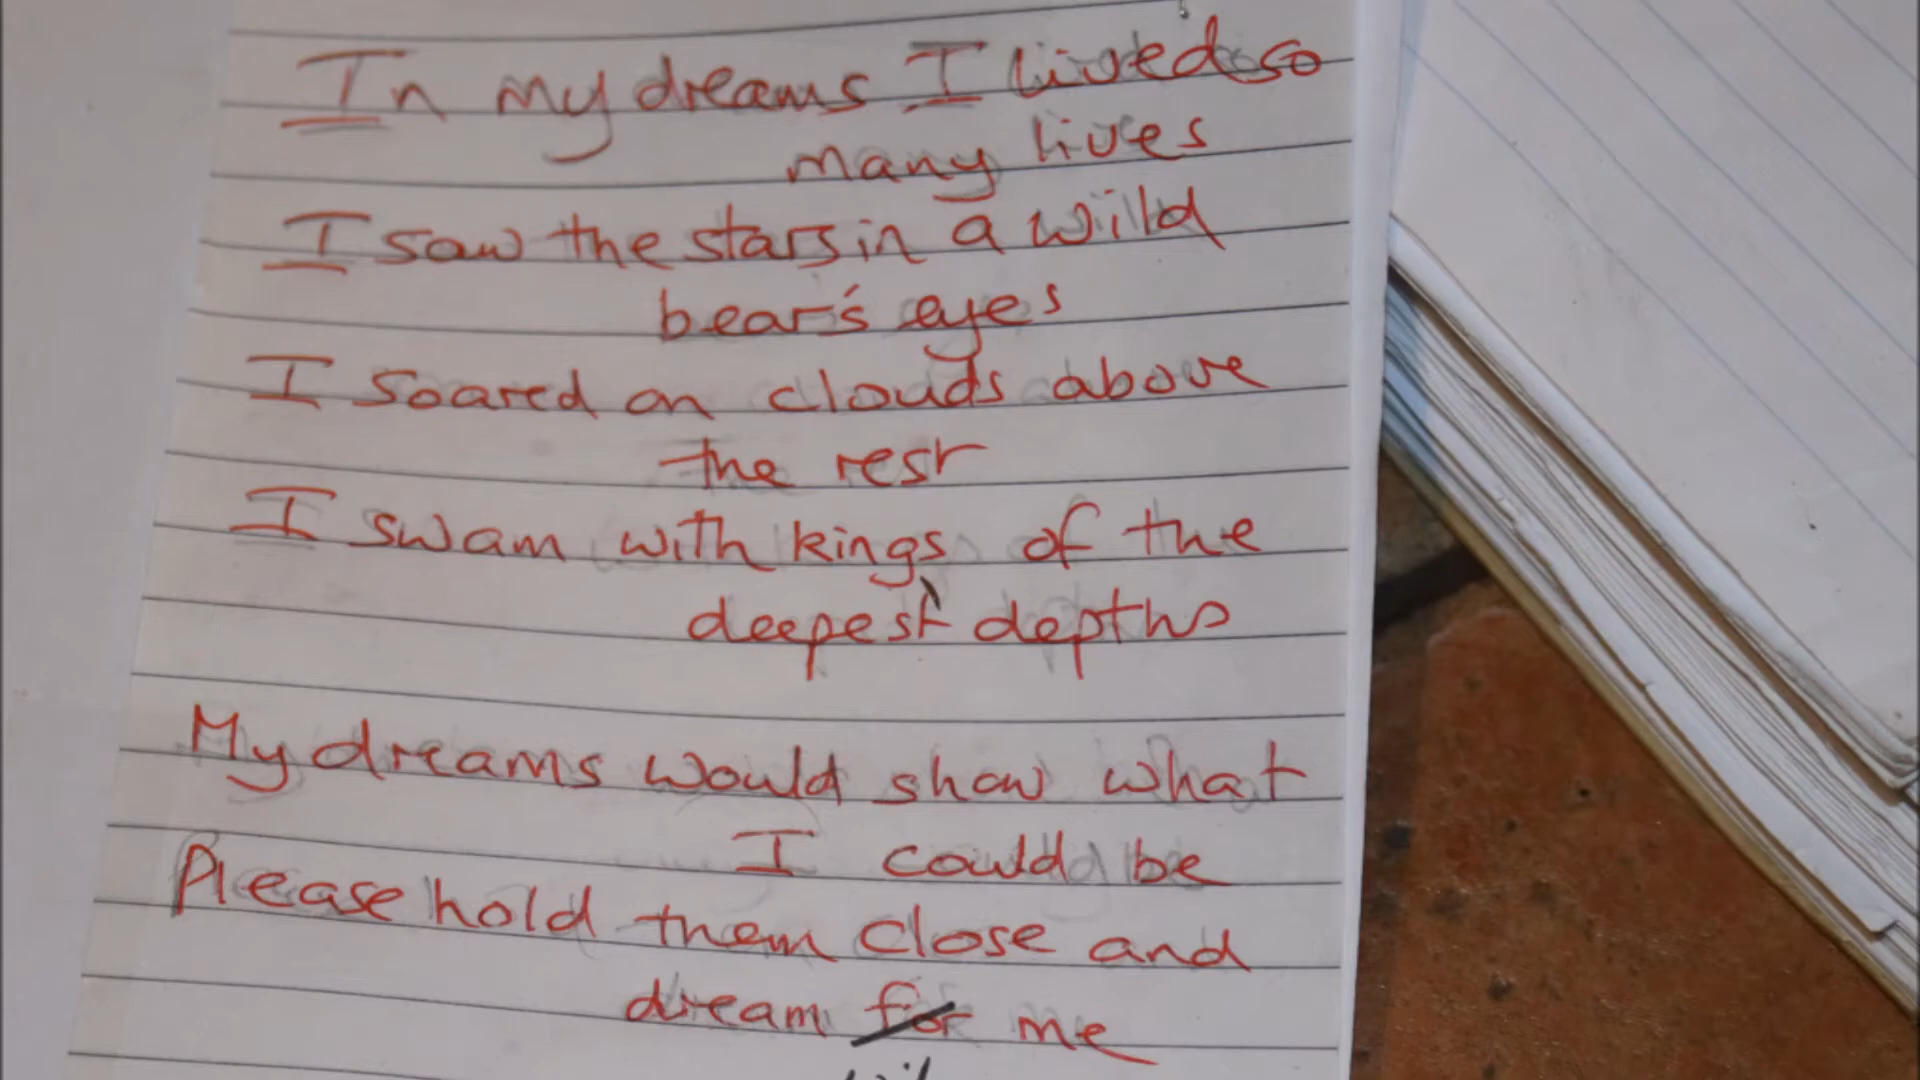 In my dreams I lived so
many lives
I saw the stars in a wild
bear's eyes
I soared on clouds above
the rest
I swam with kings of the
deepest depths
My dreams would show what
I could be
Please hold them close and
dream for me